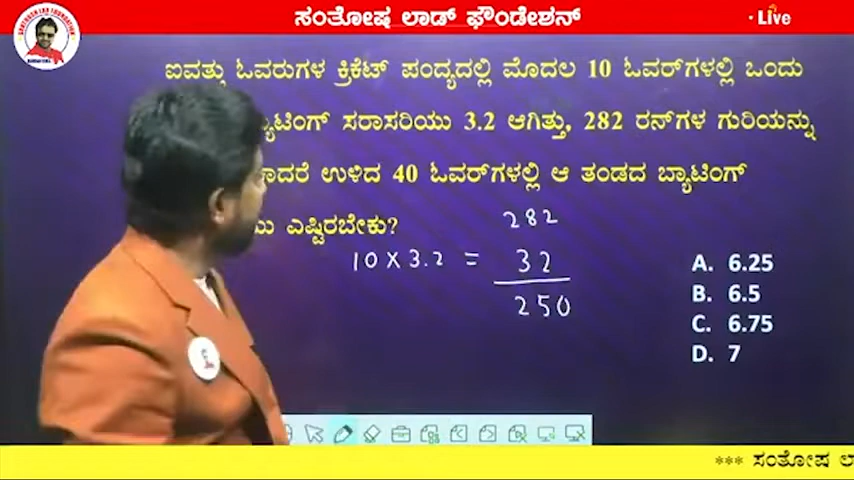 ಸಂತೋಷ ಲಾಡ್ ಫೌಂಡೇಶನ್
Live
ಐವತ್ತು ಓವರುಗಳ ಕ್ರಿಕೆಟ್ ಪಂದ್ಯದಲ್ಲಿ ಮೊದಲ 10 ಓವರ್‌ಗಳಲ್ಲಿ ಒಂದು
ಸರಾಸರಿಯು 3.2 ಆಗಿತ್ತು, 282 ರನ್‌ಗಳ ಗುರಿಯನ್ನು
ಉಳಿದ 40 ಓವರ್‌ಗಳಲ್ಲಿ ಆ ತಂಡದ ಬ್ಯಾಟಿಂಗ್
ಎಷ್ಟಿರಬೇಕು?
282
10 X 3.2 = 32
250
A. 6.25
B. 6.5
C. 6.75
D. 7
*** ಸಂತೋಷ